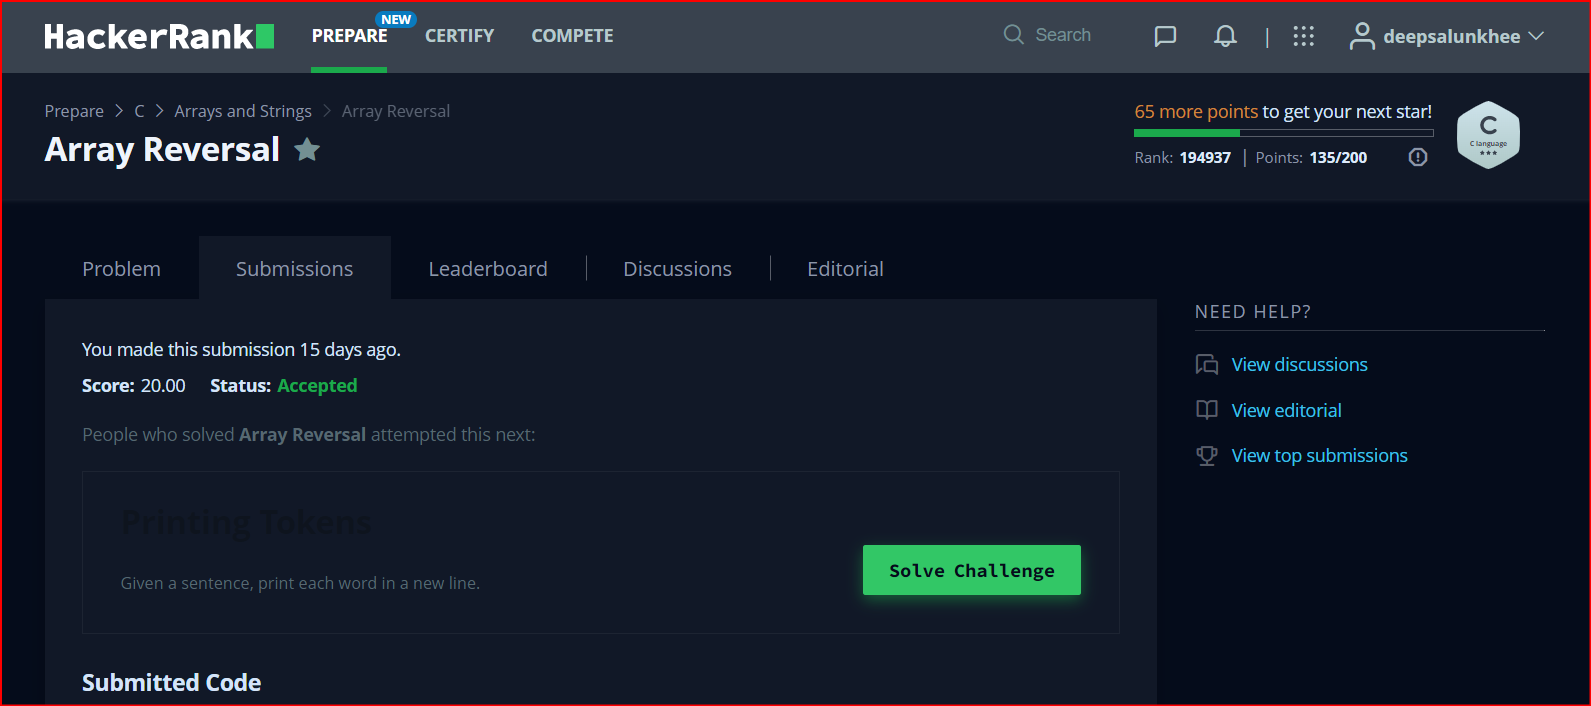 HackerRank PREPARE NEW CERTIFY COMPETE Search | deepsalunkhee
Prepare > C > Arrays and Strings > Array Reversal
Array Reversal
65 more points to get your next star!
Rank: 194937 | Points: 135/200
C
C language
Problem Submissions Leaderboard Discussions Editorial
You made this submission 15 days ago.
Score: 20.00 Status: Accepted
People who solved Array Reversal attempted this next:
Printing Tokens
Given a sentence, print each word in a new line.
Solve Challenge
Submitted Code
NEED HELP?
View discussions
View editorial
View top submissions